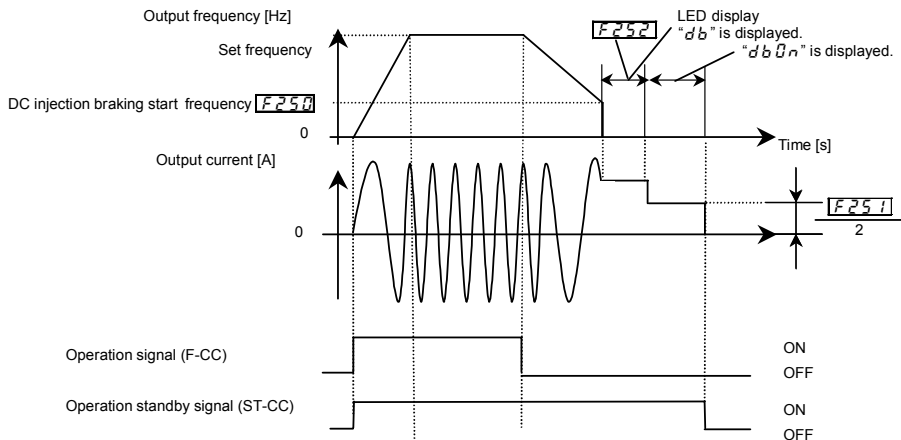 Output frequency [Hz]
Set frequency
DC injection braking start frequency F250
0
F252
LED display
“db” is displayed.
“dbOn” is displayed.
Time [s]
Output current [A]
0
F251
2
Operation signal (F-CC)
ON
OFF
Operation standby signal (ST-CC)
ON
OFF